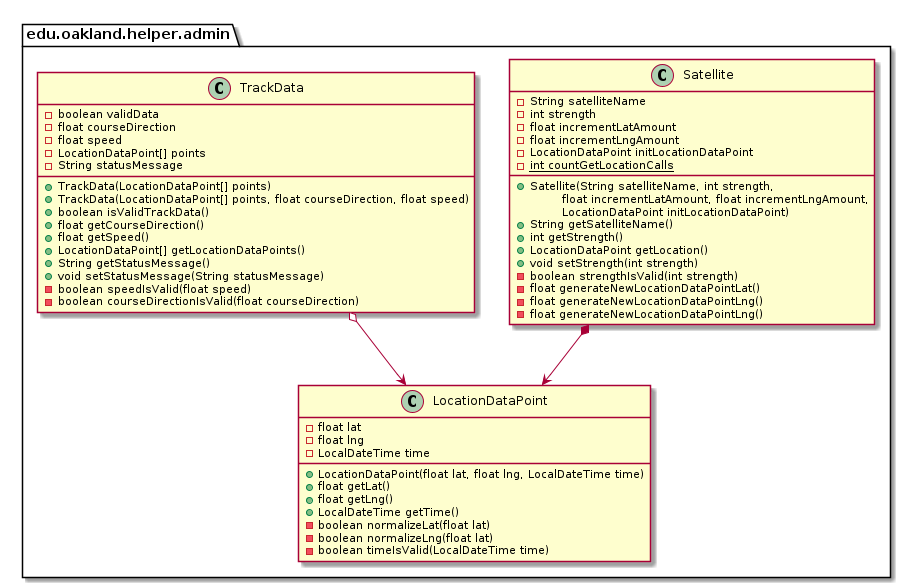 edu.oakland.helper.admin
C TrackData
boolean validData
float courseDirection
float speed
LocationDataPoint[] points
String statusMessage
TrackData(LocationDataPoint[] points)
TrackData(LocationDataPoint[] points, float courseDirection, float speed)
boolean isValidTrackData()
float getCourseDirection()
float getSpeed()
LocationDataPoint[] getLocationDataPoints()
String getStatusMessage()
void setStatusMessage(String statusMessage)
boolean speedIsValid(float speed)
boolean courseDirectionIsValid(float courseDirection)
C Satellite
String satelliteName
int strength
float incrementLatAmount
float incrementLngAmount
LocationDataPoint initLocationDataPoint
int countGetLocationCalls
Satellite(String satelliteName, int strength,
float incrementLatAmount, float incrementLngAmount,
LocationDataPoint initLocationDataPoint)
String getSatelliteName()
int getStrength()
LocationDataPoint getLocation()
void setStrength(int strength)
boolean strengthIsValid(int strength)
float generateNewLocationDataPointLat()
float generateNewLocationDataPointLng()
float generateNewLocationDataPointLng()
C LocationDataPoint
float lat
float lng
LocalDateTime time
LocationDataPoint(float lat, float lng, LocalDateTime time)
float getLat()
float getLng()
LocalDateTime getTime()
boolean normalizeLat(float lat)
boolean normalizeLng(float lat)
boolean timeIsValid(LocalDateTime time)